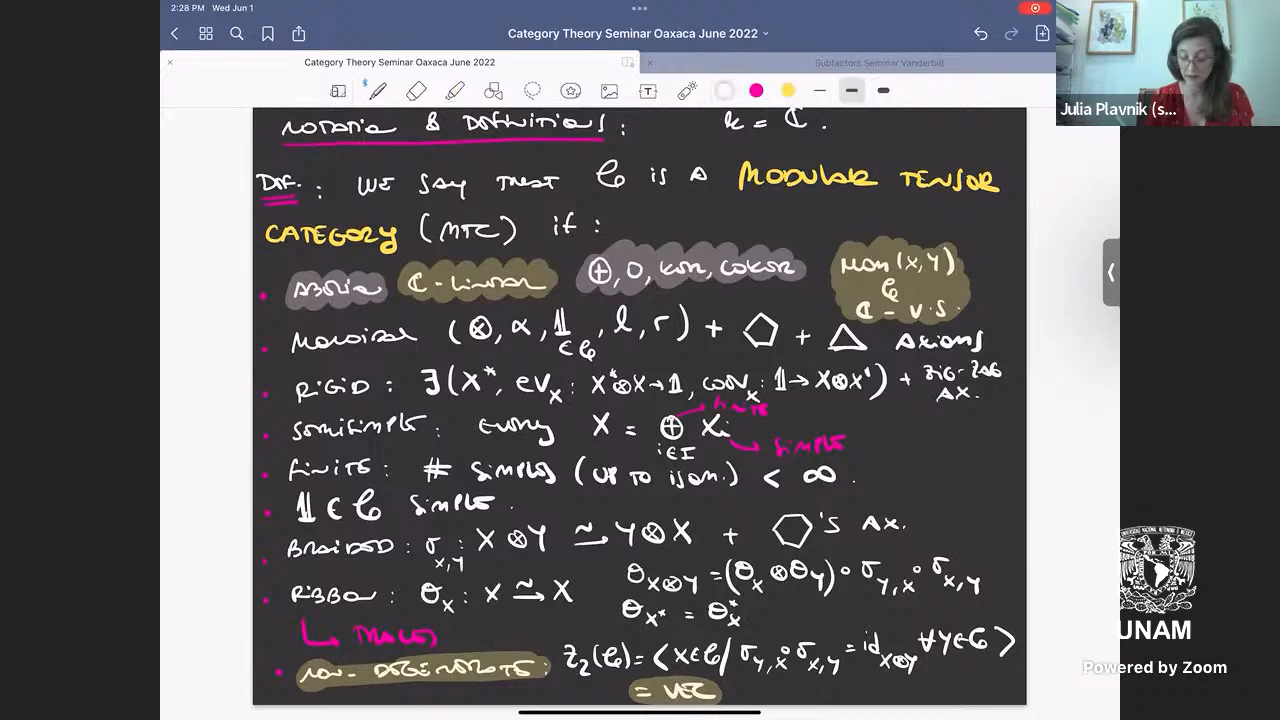 2:28 PM Wed Jun 1
Category Theory Seminar Oaxaca June 2022
Category Theory Seminar Oaxaca June 2022
Subfactors Seminar Vanderbilt
Julia Plavnik (s...
NOTATION & DEFINITIONS: k = ℂ.
DEF.: WE SAY THAT 𝒞 IS A MODULAR TENSOR
CATEGORY (MTC) if:
• ABELIAN ℂ-LINEAR ⊕, 0, KER, COKER HOM_𝒞(X,Y) ℂ-V.S.
• MONOIDAL (⊗, α, 𝟙 ∈ 𝒞, l, r) + ⬠ + △ AXIOMS
• RIGID: ∃(X*, ev_X: X*⊗X→𝟙, coev_X: 𝟙→X⊗X*) + ZIG-ZAG AX.
• SEMISIMPLE: every X = ⊕_{i∈I} X_i FINITE SIMPLE
• FINITE: # SIMPLES (UP TO ISOM.) < ∞.
• 𝟙 ∈ 𝒞 SIMPLE.
• BRAIDED: σ_{X,Y}: X⊗Y ≃→ Y⊗X + ⬡'s AX.
• RIBBON: θ_X: X ≃→ X θ_{X⊗Y} = (θ_X ⊗ θ_Y) ∘ σ_{Y,X} ∘ σ_{X,Y}
θ_{X*} = θ_X^*
↳ TRACES
• NON-DEGENERATE: Z_2(𝒞) = < X∈𝒞 / σ_{Y,X} ∘ σ_{X,Y} = id_{X⊗Y} ∀Y∈𝒞 >
= VEC
UNAM
Powered by Zoom